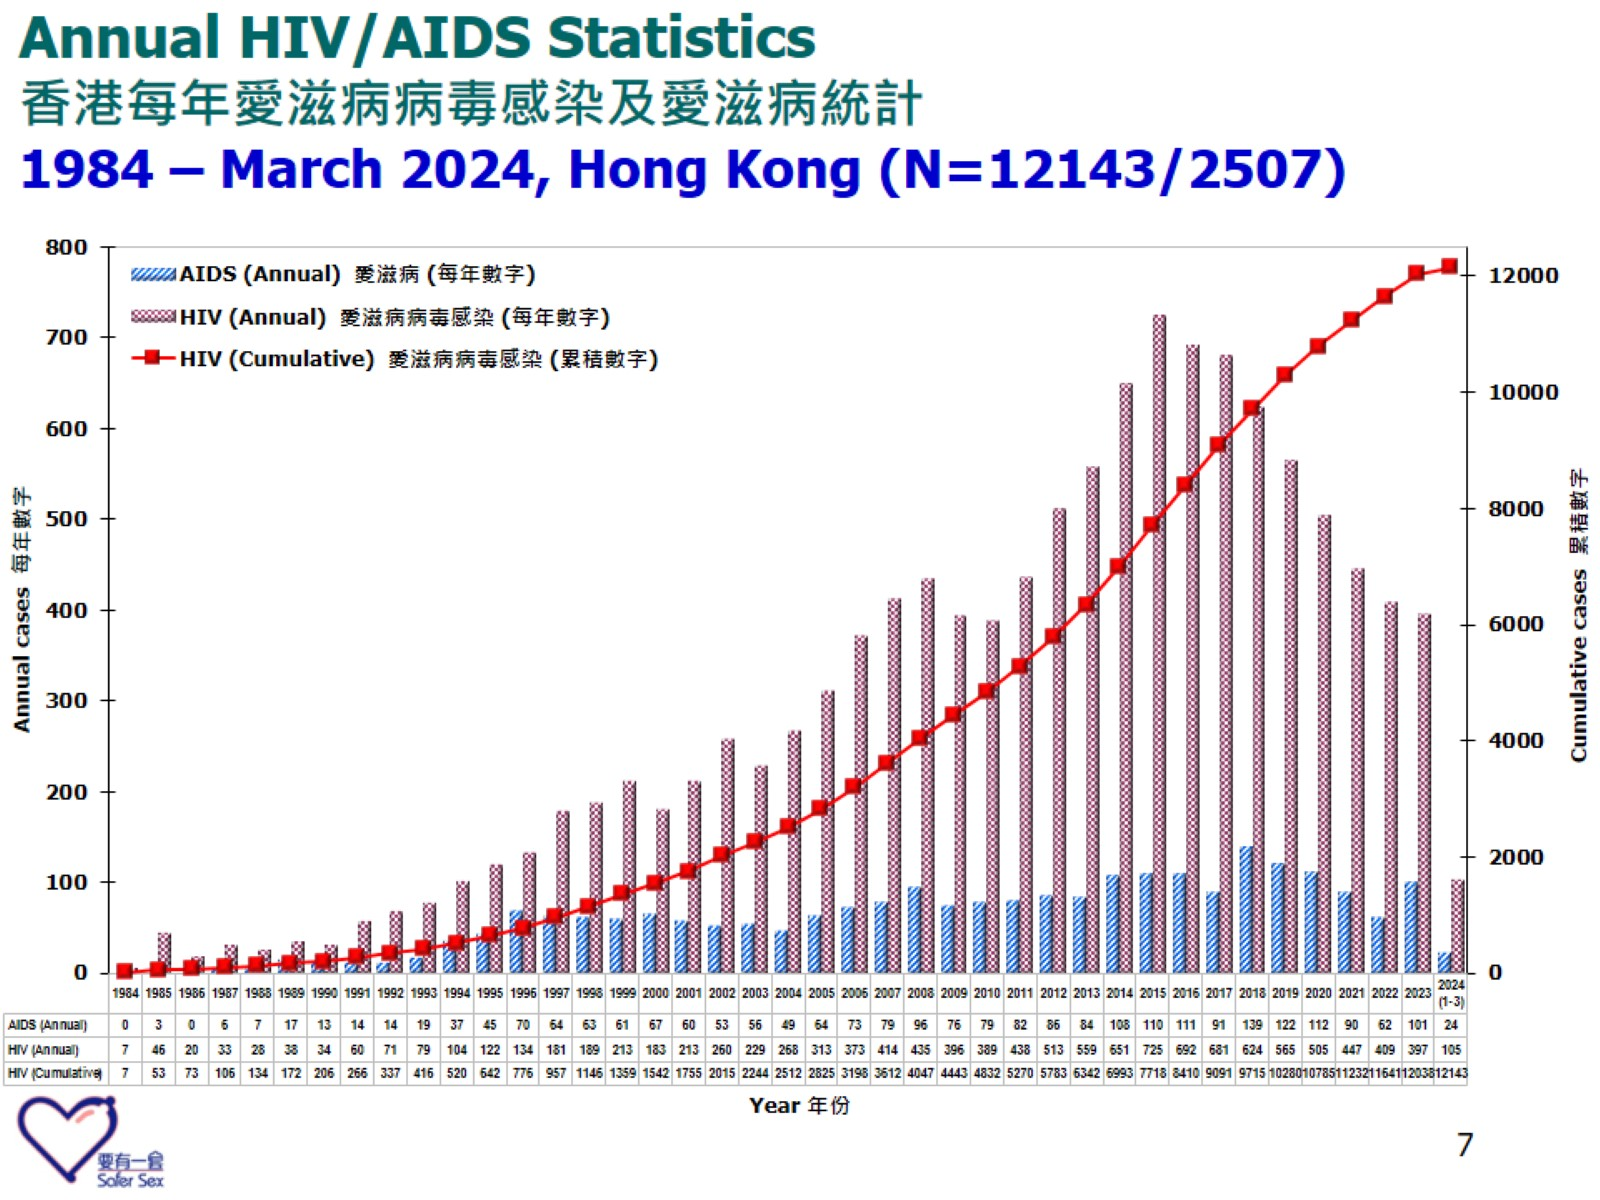 Annual HIV/AIDS Statistics
香港每年愛滋病病毒感染及愛滋病統計
1984 – March 2024, Hong Kong (N=12143/2507)
AIDS (Annual) 愛滋病 (每年數字)
HIV (Annual) 愛滋病病毒感染 (每年數字)
HIV (Cumulative) 愛滋病病毒感染 (累積數字)
800
700
600
500
400
300
200
100
0
Annual cases 每年數字
12000
10000
8000
6000
4000
2000
0
Cumulative cases 累積數字
1984 1985 1986 1987 1988 1989 1990 1991 1992 1993 1994 1995 1996 1997 1998 1999 2000 2001 2002 2003 2004 2005 2006 2007 2008 2009 2010 2011 2012 2013 2014 2015 2016 2017 2018 2019 2020 2021 2022 2023 2024 (1-3)
AIDS (Annual) 0 3 0 6 7 17 13 14 14 19 37 45 70 64 63 61 67 60 53 56 49 64 73 79 96 76 79 82 86 84 108 110 111 91 139 122 112 90 62 101 24
HIV (Annual) 7 46 20 33 28 38 34 60 71 79 104 122 134 181 189 213 183 213 260 229 268 313 373 414 435 396 389 438 513 559 651 725 692 681 624 565 505 447 409 397 105
HIV (Cumulative) 7 53 73 106 134 172 206 266 337 416 520 642 776 957 1146 1359 1542 1755 2015 2244 2512 2825 3198 3612 4047 4443 4832 5270 5783 6342 6993 7718 8410 9091 9715 10280 10785 11232 11641 12038 12143
Year 年份
要有一套
Safer Sex
7